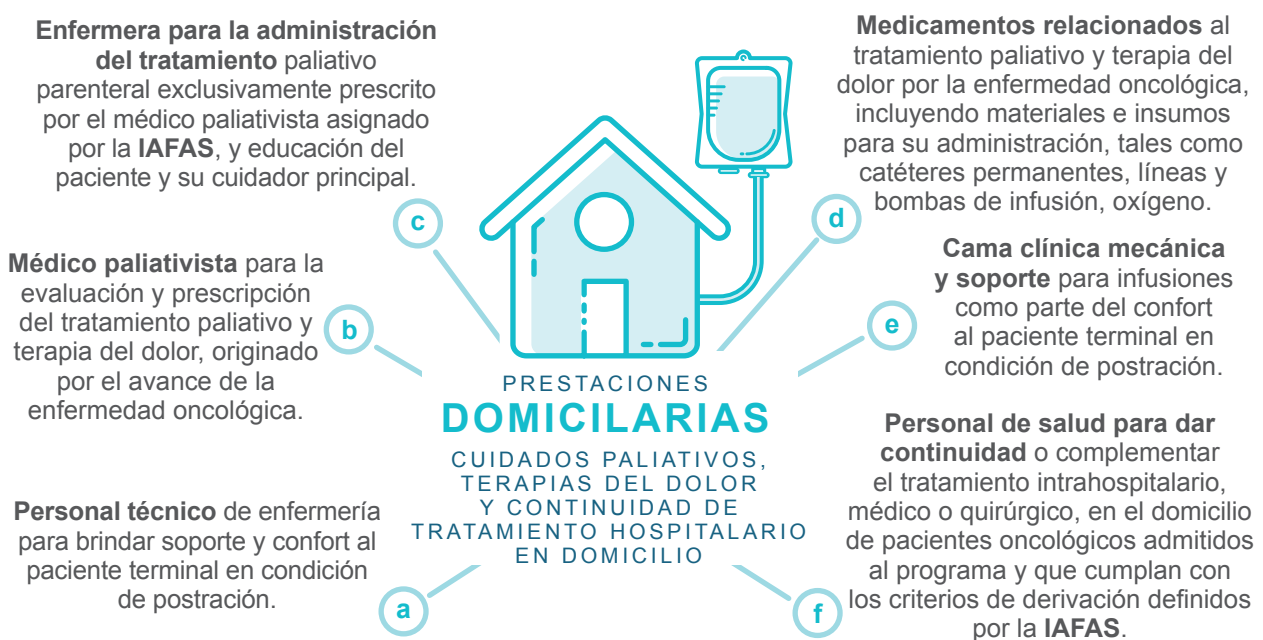 Enfermera para la administración
del tratamiento paliativo
parenteral exclusivamente prescrito
por el médico paliativista asignado
por la IAFAS, y educación del
paciente y su cuidador principal.
c
Médico paliativista para la
evaluación y prescripción
del tratamiento paliativo y
terapia del dolor, originado
por el avance de la
enfermedad oncológica.
b
Personal técnico de enfermería
para brindar soporte y confort al
paciente terminal en condición
de postración.
a
PRESTACIONES
DOMICILARIAS
CUIDADOS PALIATIVOS,
TERAPIAS DEL DOLOR
Y CONTINUIDAD DE
TRATAMIENTO HOSPITALARIO
EN DOMICILIO
Medicamentos relacionados al
tratamiento paliativo y terapia del
dolor por la enfermedad oncológica,
incluyendo materiales e insumos
para su administración, tales como
catéteres permanentes, líneas y
bombas de infusión, oxígeno.
d
Cama clínica mecánica
y soporte para infusiones
como parte del confort
al paciente terminal en
condición de postración.
e
Personal de salud para dar
continuidad o complementar
el tratamiento intrahospitalario,
médico o quirúrgico, en el domicilio
de pacientes oncológicos admitidos
al programa y que cumplan con
los criterios de derivación definidos
por la IAFAS.
f